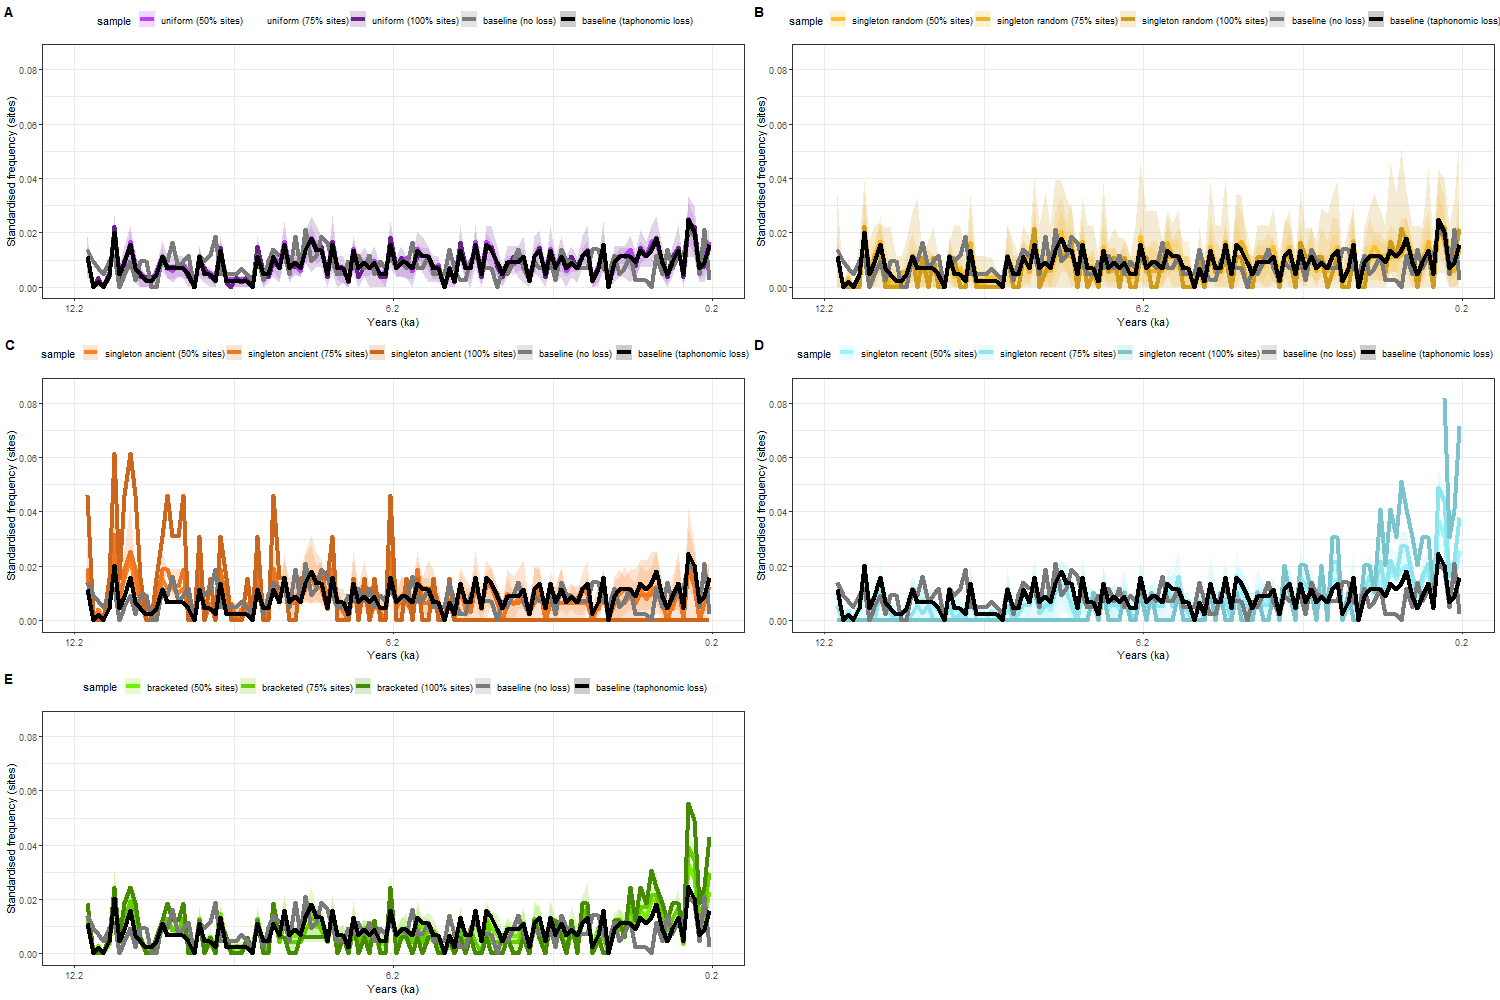 A
sample uniform (50% sites) uniform (75% sites) uniform (100% sites) baseline (no loss) baseline (taphonomic loss)
Standardised frequency (sites)
0.08
0.06
0.04
0.02
0.00
12.2 6.2 0.2
Years (ka)
B
sample singleton random (50% sites) singleton random (75% sites) singleton random (100% sites) baseline (no loss) baseline (taphonomic loss)
Standardised frequency (sites)
0.08
0.06
0.04
0.02
0.00
12.2 6.2 0.2
Years (ka)
C
sample singleton ancient (50% sites) singleton ancient (75% sites) singleton ancient (100% sites) baseline (no loss) baseline (taphonomic loss)
Standardised frequency (sites)
0.08
0.06
0.04
0.02
0.00
12.2 6.2 0.2
Years (ka)
D
sample singleton recent (50% sites) singleton recent (75% sites) singleton recent (100% sites) baseline (no loss) baseline (taphonomic loss)
Standardised frequency (sites)
0.08
0.06
0.04
0.02
0.00
12.2 6.2 0.2
Years (ka)
E
sample bracketed (50% sites) bracketed (75% sites) bracketed (100% sites) baseline (no loss) baseline (taphonomic loss)
Standardised frequency (sites)
0.08
0.06
0.04
0.02
0.00
12.2 6.2 0.2
Years (ka)